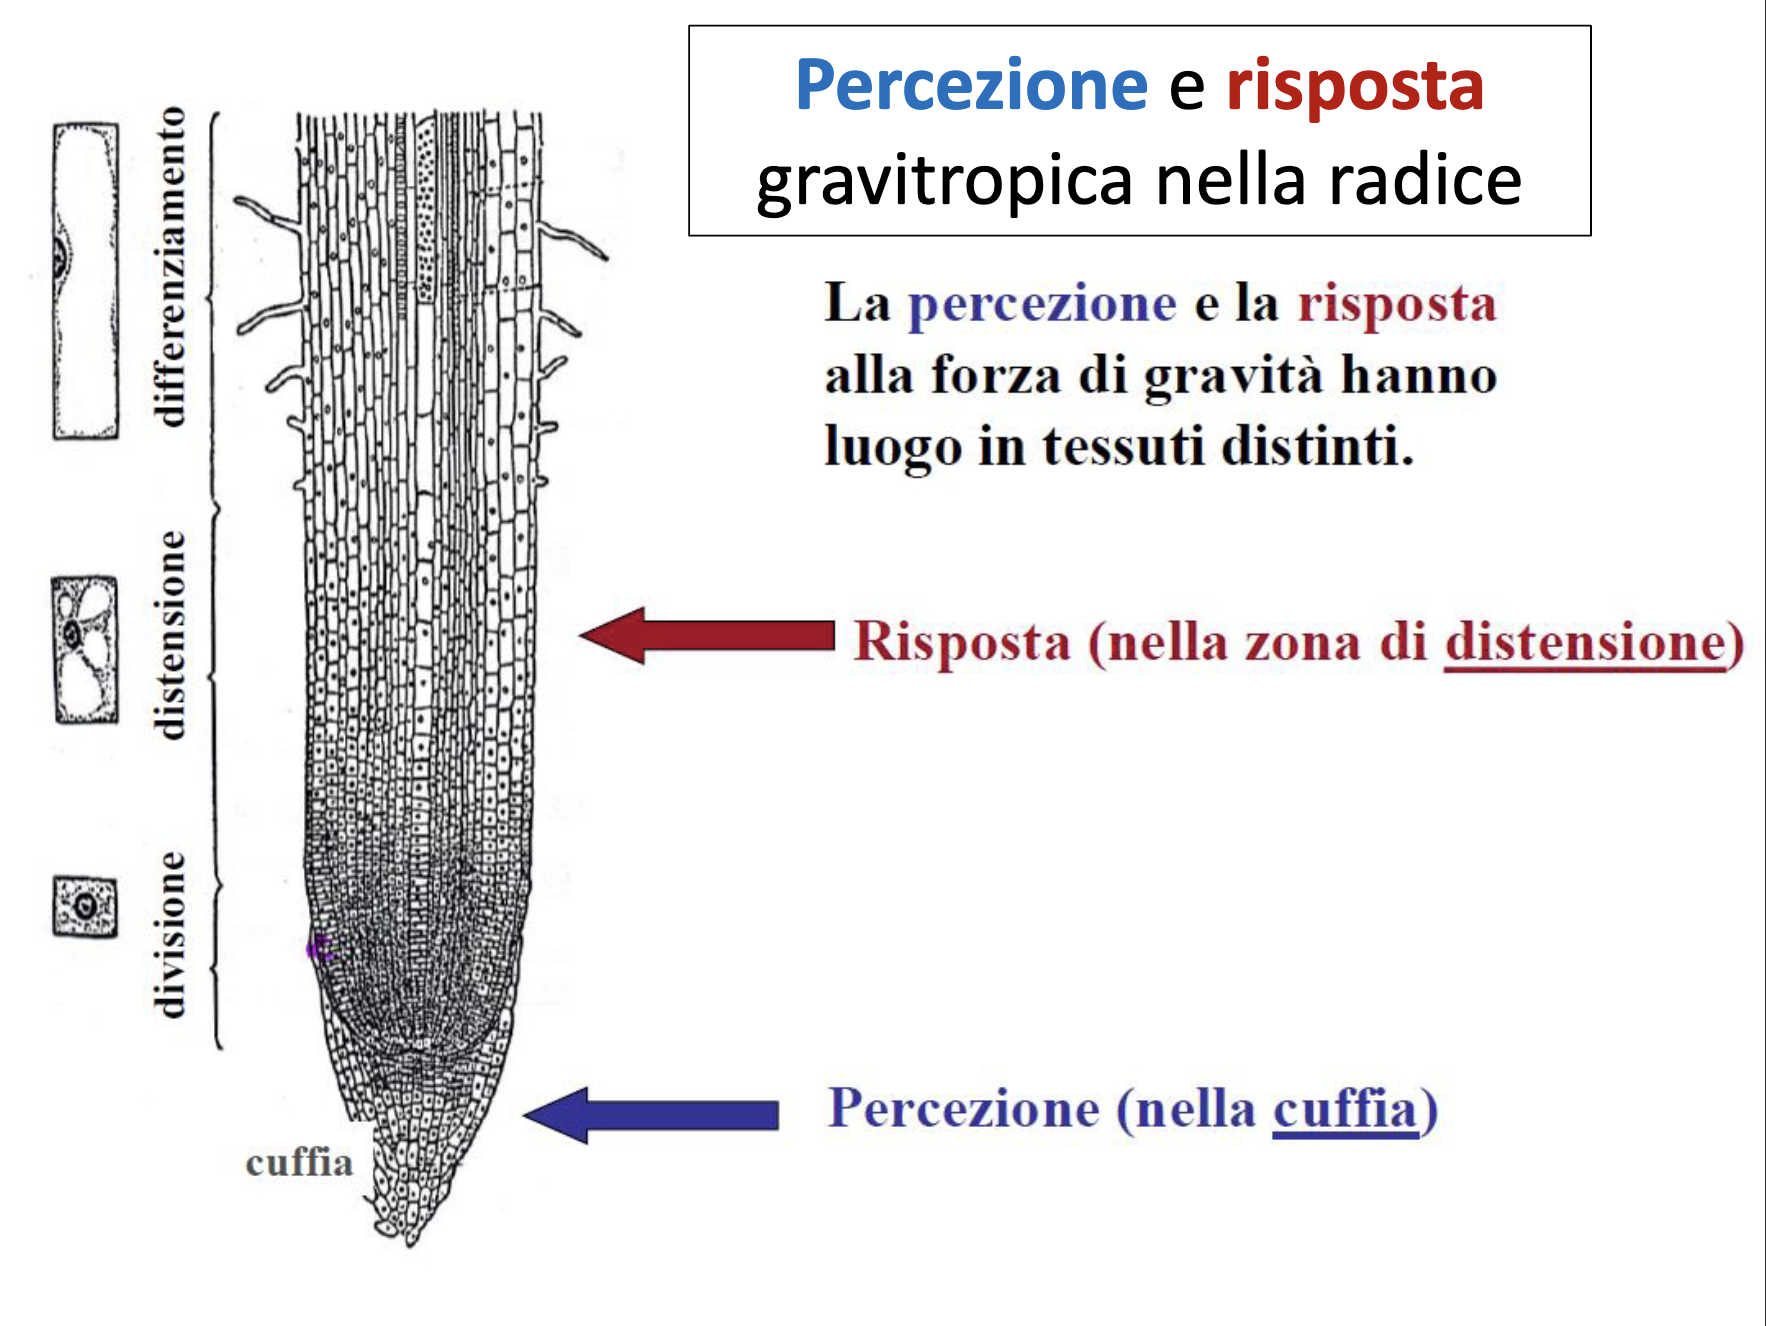 Percezione e risposta
gravitropica nella radice
La percezione e la risposta
alla forza di gravità hanno
luogo in tessuti distinti.
differenziamento
distensione
Risposta (nella zona di distensione)
divisione
Percezione (nella cuffia)
cuffia